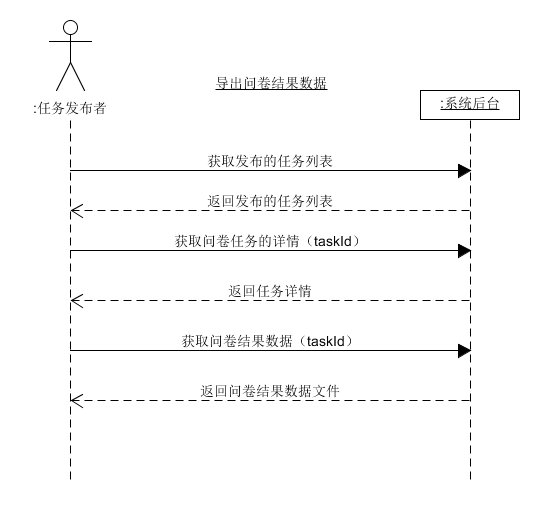 导出问卷结果数据
:任务发布者
:系统后台
获取发布的任务列表
返回发布的任务列表
获取问卷任务的详情（taskId）
返回任务详情
获取问卷结果数据（taskId）
返回问卷结果数据文件